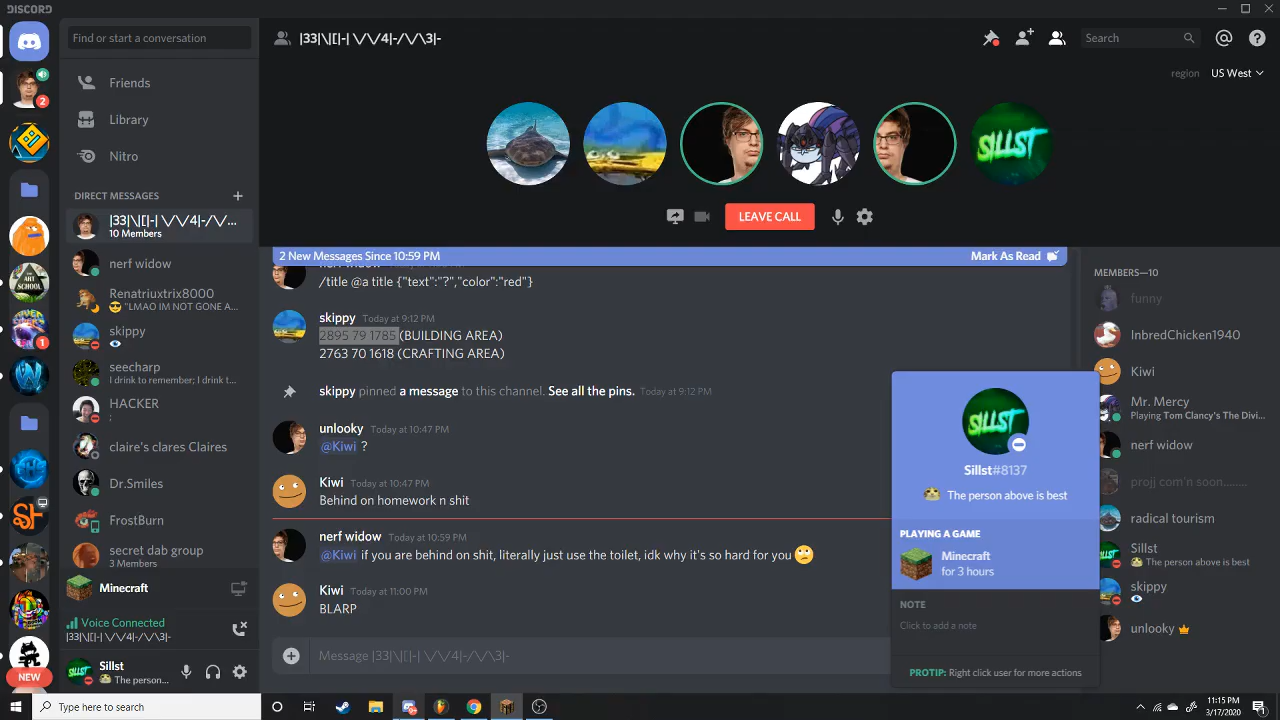 DISCORD
Find or start a conversation
Friends
Library
Nitro
DIRECT MESSAGES
|33|\|[|-| \/\/4|-/\/...
10 Members
nerf widow
Renatriuxtrix8000
"LMAO IM NOT GONE A...
skippy
seecharp
I drink to remember; I drink t...
HACKER
;
claire's clares Claires
Dr.Smiles
FrostBurn
secret dab group
3 Members
Minecraft
Voice Connected
|33|\|[|-| \/\/4|-/\/\3|-
Sillst
The person...
2
1
NEW
|33|\|[|-| \/\/4|-/\/\3|-
Search
region US West
SILLST
LEAVE CALL
2 New Messages Since 10:59 PM
Mark As Read
/title @a title {"text":"?","color":"red"}
skippy Today at 9:12 PM
2895 79 1785 (BUILDING AREA)
2763 70 1618 (CRAFTING AREA)
skippy pinned a message to this channel. See all the pins. Today at 9:12 PM
unlooky Today at 10:47 PM
@Kiwi ?
Kiwi Today at 10:47 PM
Behind on homework n shit
nerf widow Today at 10:59 PM
@Kiwi if you are behind on shit, literally just use the toilet, idk why it's so hard for you
Kiwi Today at 11:00 PM
BLARP
Message |33|\|[|-| \/\/4|-/\/\3|-
MEMBERS—10
funny
InbredChicken1940
Kiwi
Mr. Mercy
Playing Tom Clancy's The Divi...
nerf widow
projj com'n soon.........
radical tourism
Sillst
The person above is best
skippy
unlooky
SILLST
Sillst#8137
The person above is best
PLAYING A GAME
Minecraft
for 3 hours
NOTE
Click to add a note
PROTIP: Right click user for more actions
Type here to search
11:15 PM
3/17/2020